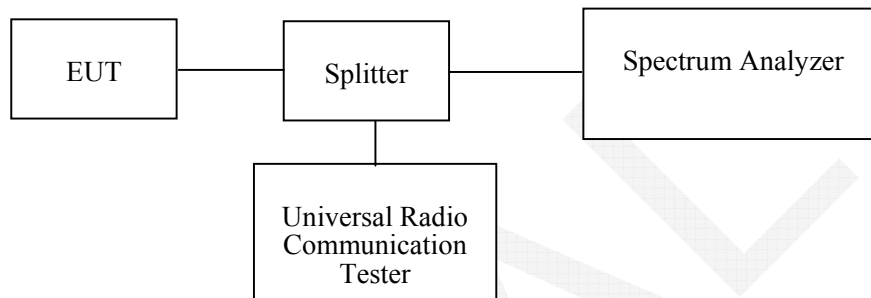 EUT
Splitter
Spectrum Analyzer
Universal Radio
Communication
Tester